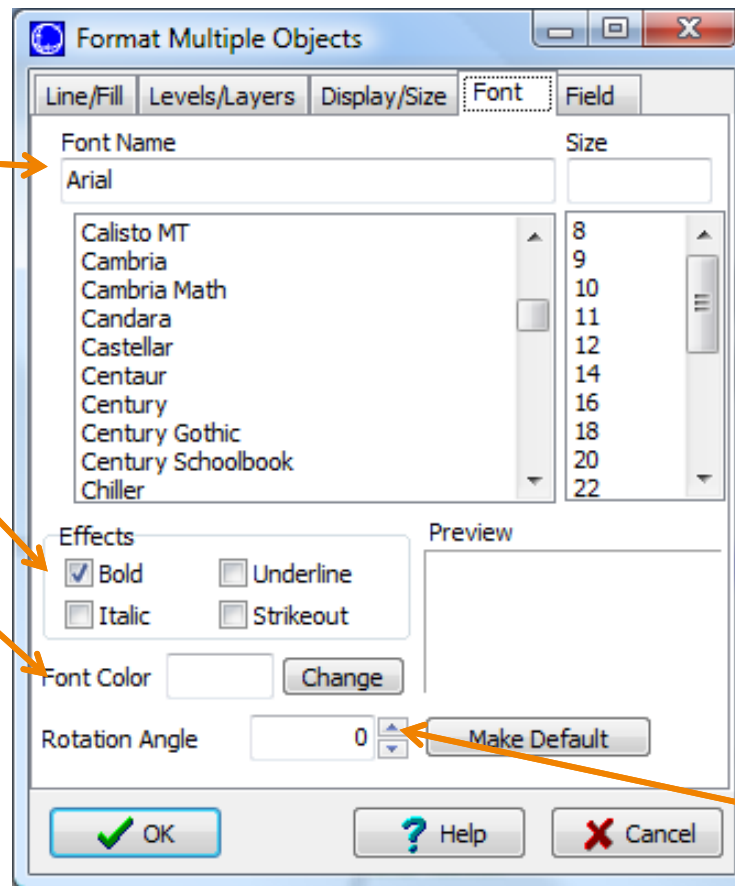 Format Multiple Objects
Line/Fill Levels/Layers Display/Size Font Field
Font Name Size
Arial
Calisto MT 8
Cambria 9
Cambria Math 10
Candara 11
Castellar 12
Centaur 14
Century 16
Century Gothic 18
Century Schoolbook 20
Chiller 22
Effects Preview
Bold Underline
Italic Strikeout
Font Color Change
Rotation Angle 0 Make Default
OK ? Help Cancel